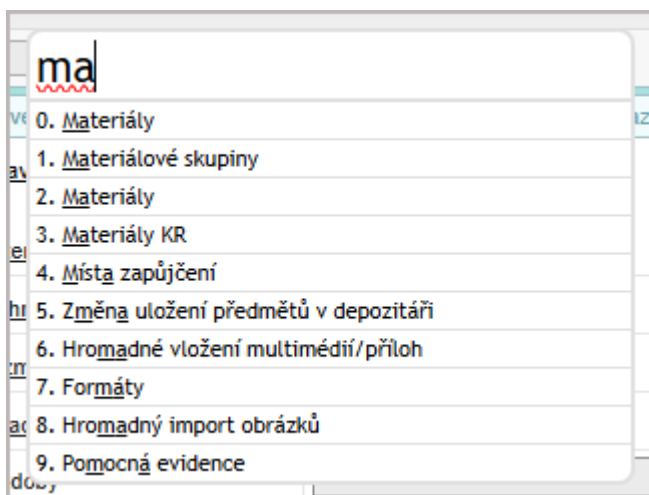 ma
0. Materiály
1. Materiálové skupiny
2. Materiály
3. Materiály KR
4. Místa zapůjčení
5. Změna uložení předmětů v depozitáři
6. Hromadné vložení multimédií/příloh
7. Formáty
8. Hromadný import obrázků
9. Pomocná evidence